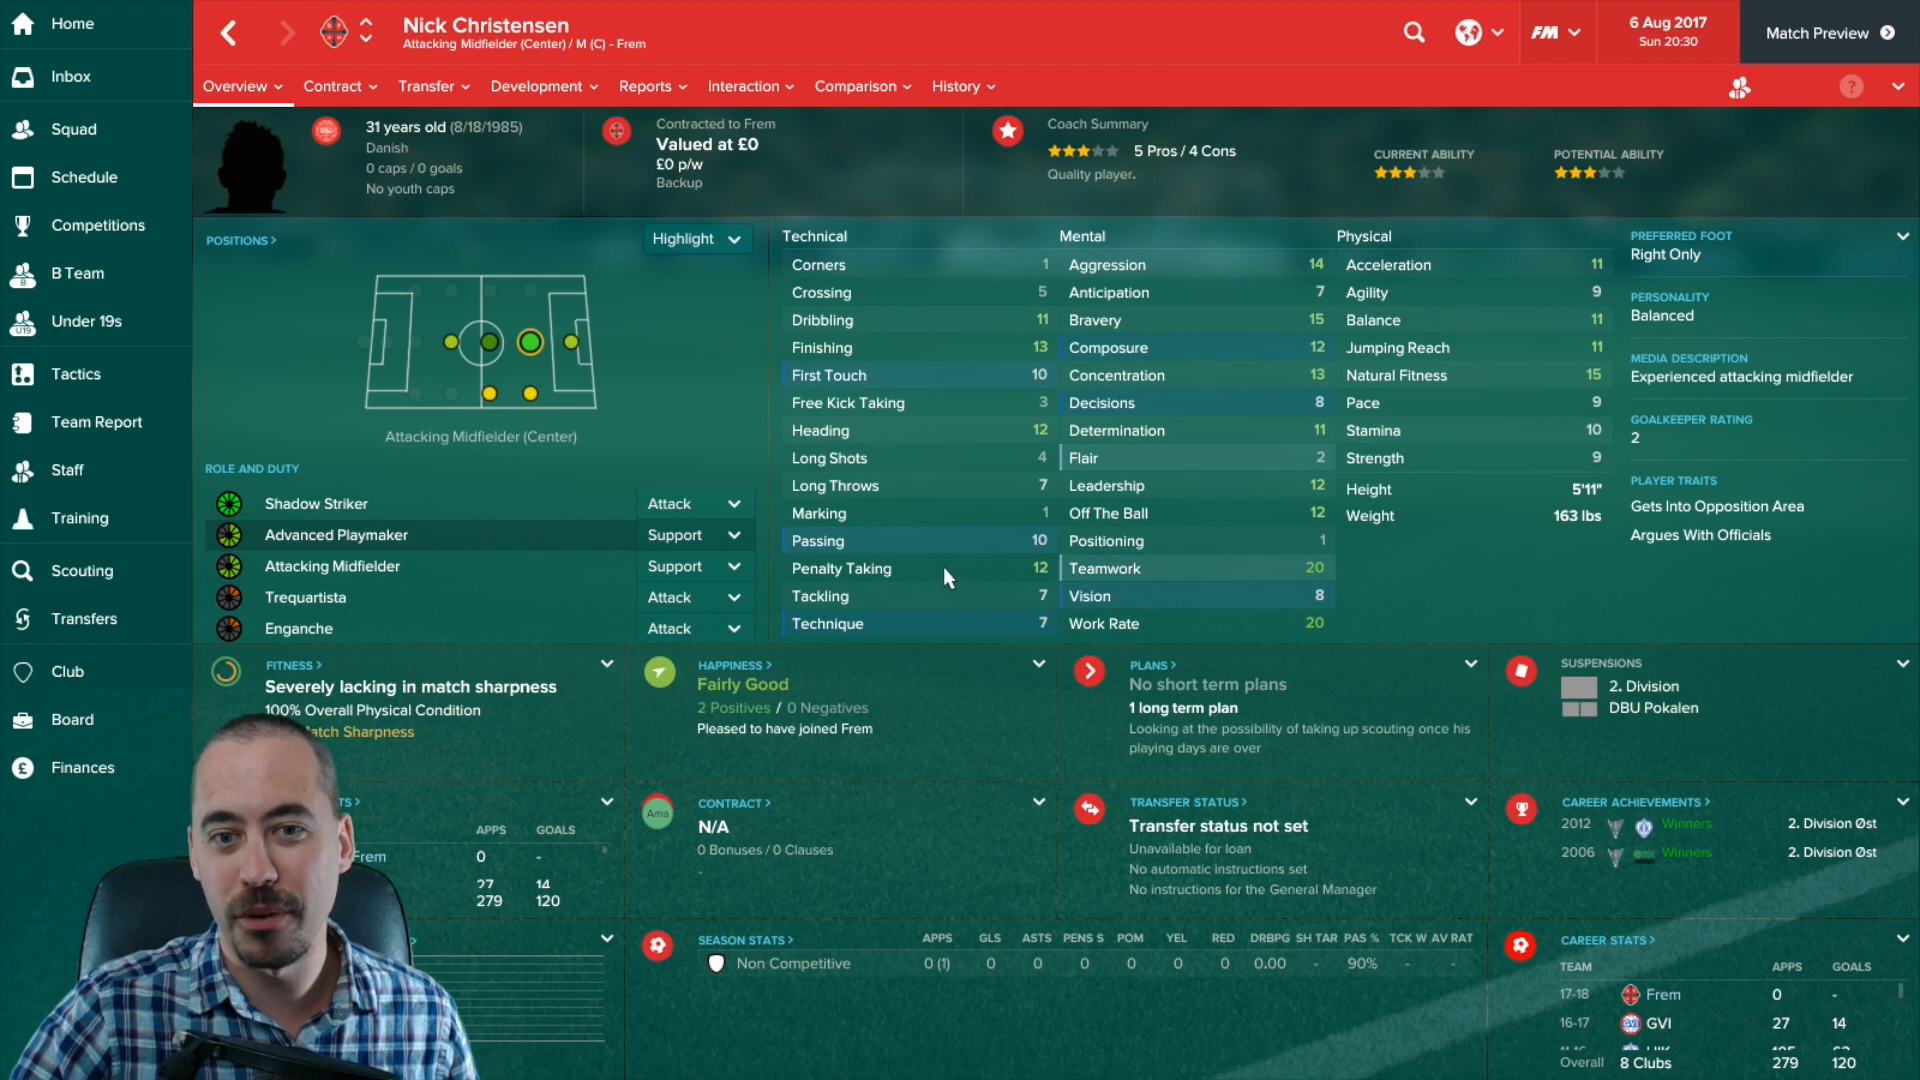 Home
Inbox
Squad
Schedule
Competitions
B Team
Under 19s
Tactics
Team Report
Staff
Training
Scouting
Transfers
Club
Board
Finances
Nick Christensen
Attacking Midfielder (Center) / M (C) - Frem
FM
6 Aug 2017
Sun 20:30
Match Preview
Overview Contract Transfer Development Reports Interaction Comparison History
?
31 years old (8/18/1985)
Danish
0 caps / 0 goals
No youth caps
Contracted to Frem
Valued at £0
£0 p/w
Backup
Coach Summary
5 Pros / 4 Cons
Quality player.
CURRENT ABILITY
POTENTIAL ABILITY
POSITIONS >
Highlight
Attacking Midfielder (Center)
ROLE AND DUTY
Shadow Striker Attack
Advanced Playmaker Support
Attacking Midfielder Support
Trequartista Attack
Enganche Attack
Technical
Corners 1
Crossing 5
Dribbling 11
Finishing 13
First Touch 10
Free Kick Taking 3
Heading 12
Long Shots 4
Long Throws 7
Marking 1
Passing 10
Penalty Taking 12
Tackling 7
Technique 7
Mental
Aggression 14
Anticipation 7
Bravery 15
Composure 12
Concentration 13
Decisions 8
Determination 11
Flair 2
Leadership 12
Off The Ball 12
Positioning 1
Teamwork 20
Vision 8
Work Rate 20
Physical
Acceleration 11
Agility 9
Balance 11
Jumping Reach 11
Natural Fitness 15
Pace 9
Stamina 10
Strength 9
Height 5'11"
Weight 163 lbs
PREFERRED FOOT
Right Only
PERSONALITY
Balanced
MEDIA DESCRIPTION
Experienced attacking midfielder
GOALKEEPER RATING
2
PLAYER TRAITS
Gets Into Opposition Area
Argues With Officials
FITNESS >
Severely lacking in match sharpness
100% Overall Physical Condition
Match Sharpness
HAPPINESS >
Fairly Good
2 Positives / 0 Negatives
Pleased to have joined Frem
PLANS >
No short term plans
1 long term plan
Looking at the possibility of taking up scouting once his
playing days are over
SUSPENSIONS
2. Division
DBU Pokalen
APPS GOALS
Frem 0 -
27 14
279 120
Ama
CONTRACT >
N/A
0 Bonuses / 0 Clauses
-
TRANSFER STATUS >
Transfer status not set
Unavailable for loan
No automatic instructions set
No instructions for the General Manager
CAREER ACHIEVEMENTS >
2012 Winners 2. Division Øst
2006 Winners 2. Division Øst
SEASON STATS > APPS GLS ASTS PENS S POM YEL RED DRBPG SH TAR PAS % TCK W AV RAT
Non Competitive 0 (1) 0 0 0 0 0 0 0.00 - 90% - -
CAREER STATS >
TEAM APPS GOALS
17-18 Frem 0 -
16-17 GVI 27 14
Overall 8 Clubs 279 120